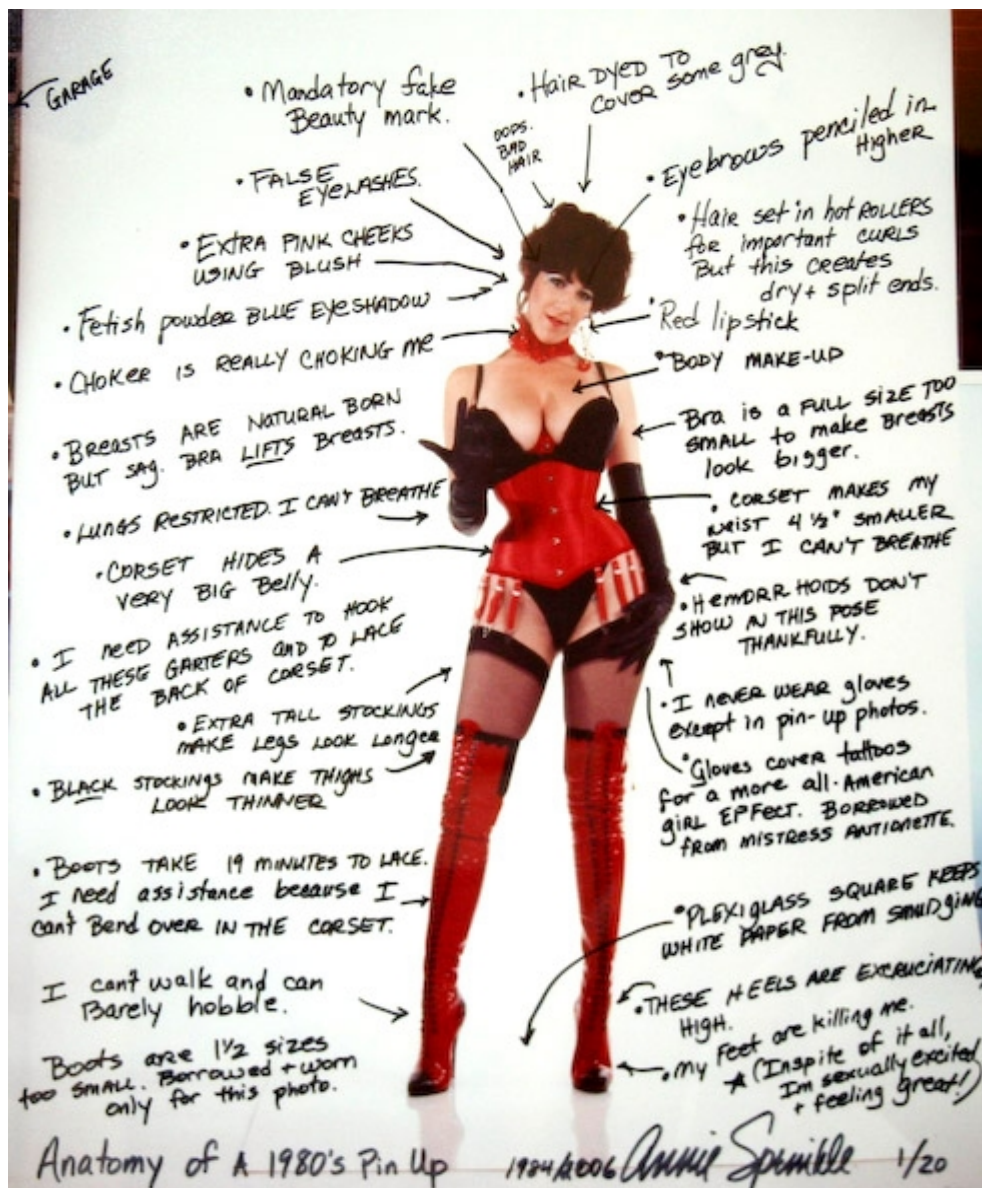 GARAGE
• Mandatory fake
Beauty mark.
• Hair DYED TO
COVER some grey.
OOPS.
BAD
HAIR
• FALSE
EYELASHES.
• Eyebrows penciled in
Higher
• EXTRA PINK CHEEKS
USING BLUSH
• Hair set in hot ROLLERS
for important CURLS
But this creates
dry + split ends.
• Fetish powder BLUE EYESHADOW
• Red lipstick
• CHOKER IS REALLY CHOKING ME
• BODY MAKE-UP
• BREASTS ARE NATURAL BORN
BUT SAG. BRA LIFTS Breasts.
• Bra is a FULL SIZE TOO
SMALL to make BREASTS
look bigger.
• LUNGS RESTRICTED. I CAN'T BREATHE
• CORSET MAKES MY
WAIST 4 1/2" SMALLER
BUT I CAN'T BREATHE
• CORSET HIDES A
VERY BIG Belly.
• HEMORRHOIDS DON'T
SHOW IN THIS POSE
THANKFULLY.
• I NEED ASSISTANCE TO HOOK
ALL THESE GARTERS AND TO LACE
THE BACK OF CORSET.
• I never WEAR gloves
except in pin-up photos.
• EXTRA TALL STOCKINGS
MAKE Legs LOOK Longer
• BLACK STOCKINGS MAKE THIGHS
LOOK THINNER
• Gloves cover tattoos
for a more all-American
GIRL EFFECT. BORROWED
from MISTRESS ANTIONETTE.
• BOOTS TAKE 19 MINUTES TO LACE.
I need assistance because I
can't Bend OVER IN THE CORSET.
• PLEXIGLASS SQUARE KEEPS
WHITE PAPER FROM SMUDGING
I can't walk and can
Barely hobble.
• THESE HEELS ARE EXCRUCIATINGLY
HIGH.
• My Feet are killing me.
Boots are 1 1/2 sizes
too SMALL. Borrowed + worn
only for this photo.
☆ (Inspite of it all,
I'm sexually excited
+ feeling great!)
Anatomy of A 1980's Pin Up 1984/2006 Annie Sprinkle 1/20